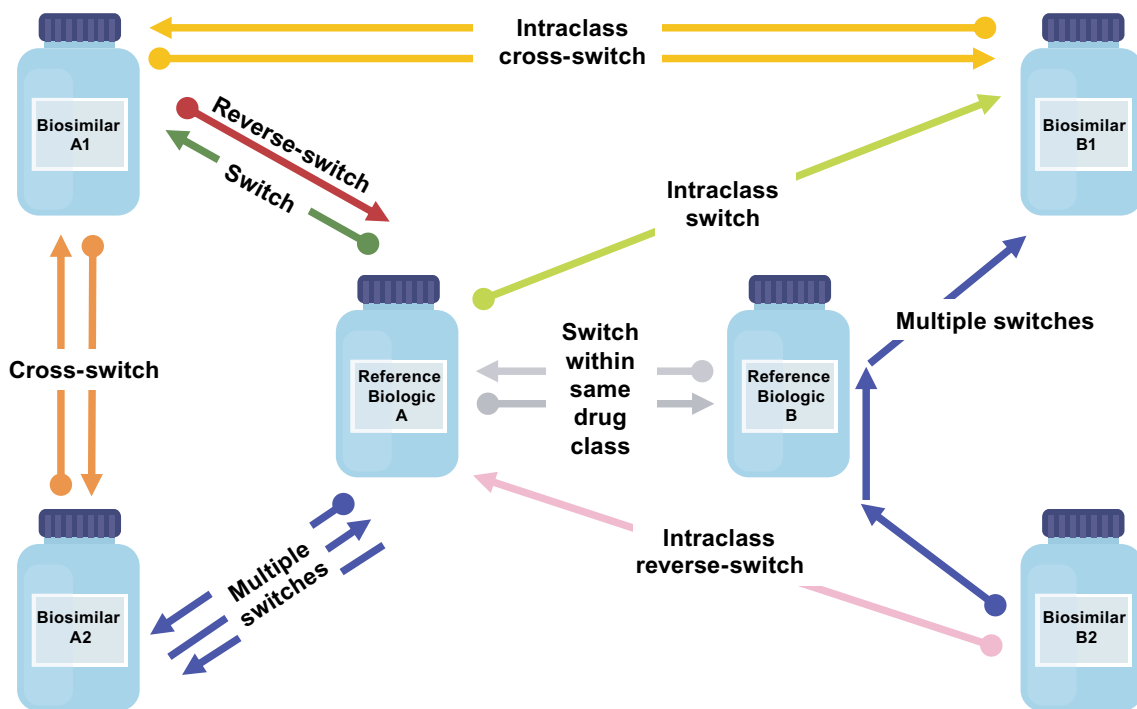 Intraclass
cross-switch
Biosimilar
A1
Biosimilar
B1
Reverse-switch
Switch
Intraclass
switch
Cross-switch
Reference
Biologic
A
Switch
within
same
drug
class
Reference
Biologic
B
Multiple switches
Intraclass
reverse-switch
Multiple
switches
Biosimilar
A2
Biosimilar
B2